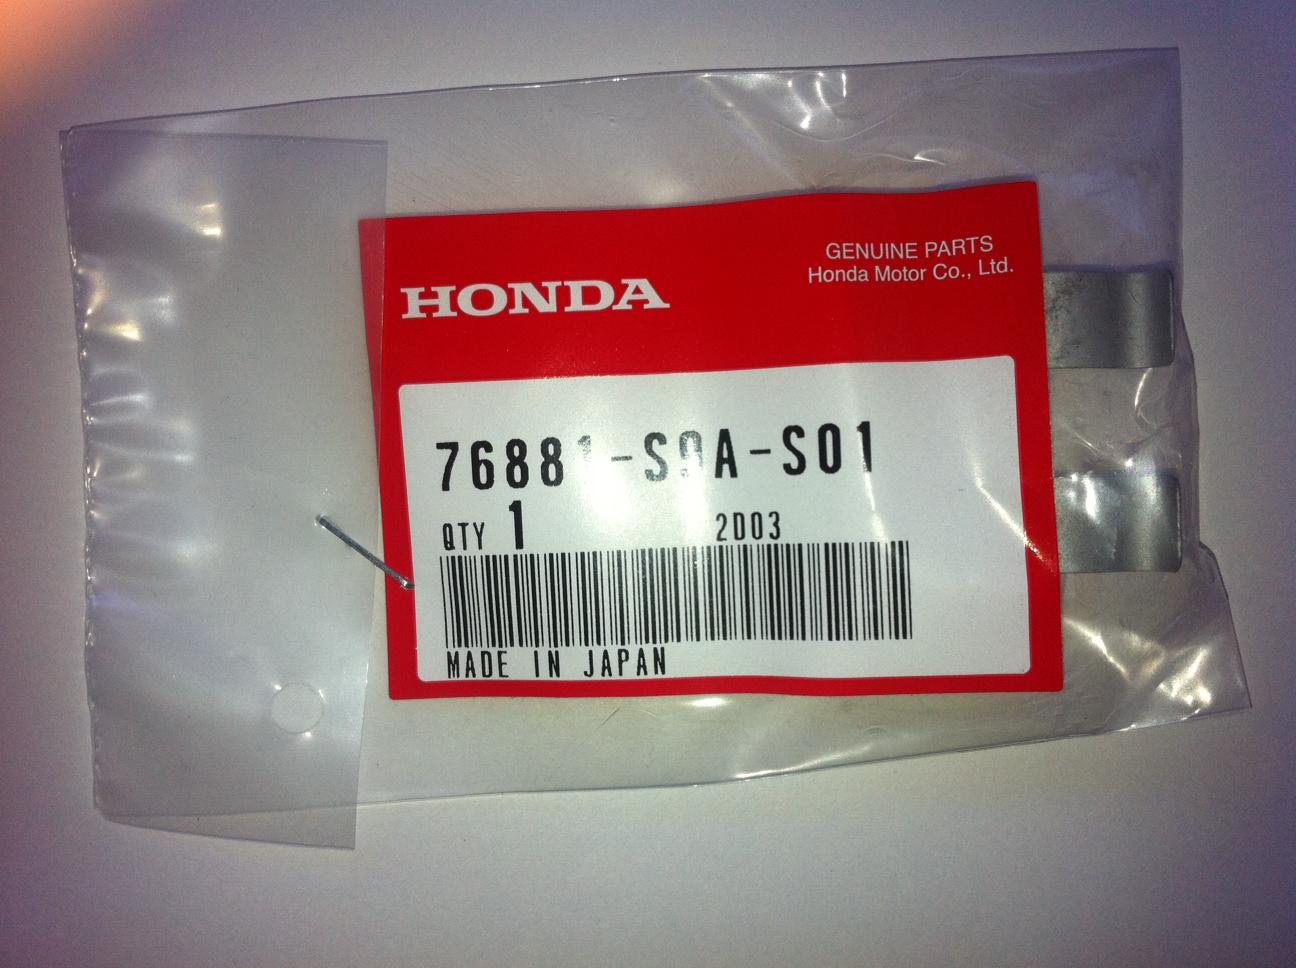 HONDA
GENUINE PARTS
Honda Motor Co., Ltd.
76881-S9A-S01
QTY 1 2D03
MADE IN JAPAN